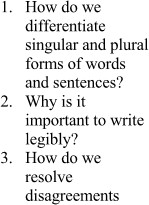 1. How do we
differentiate
singular and plural
forms of words
and sentences?
2. Why is it
important to write
legibly?
3. How do we
resolve
disagreements